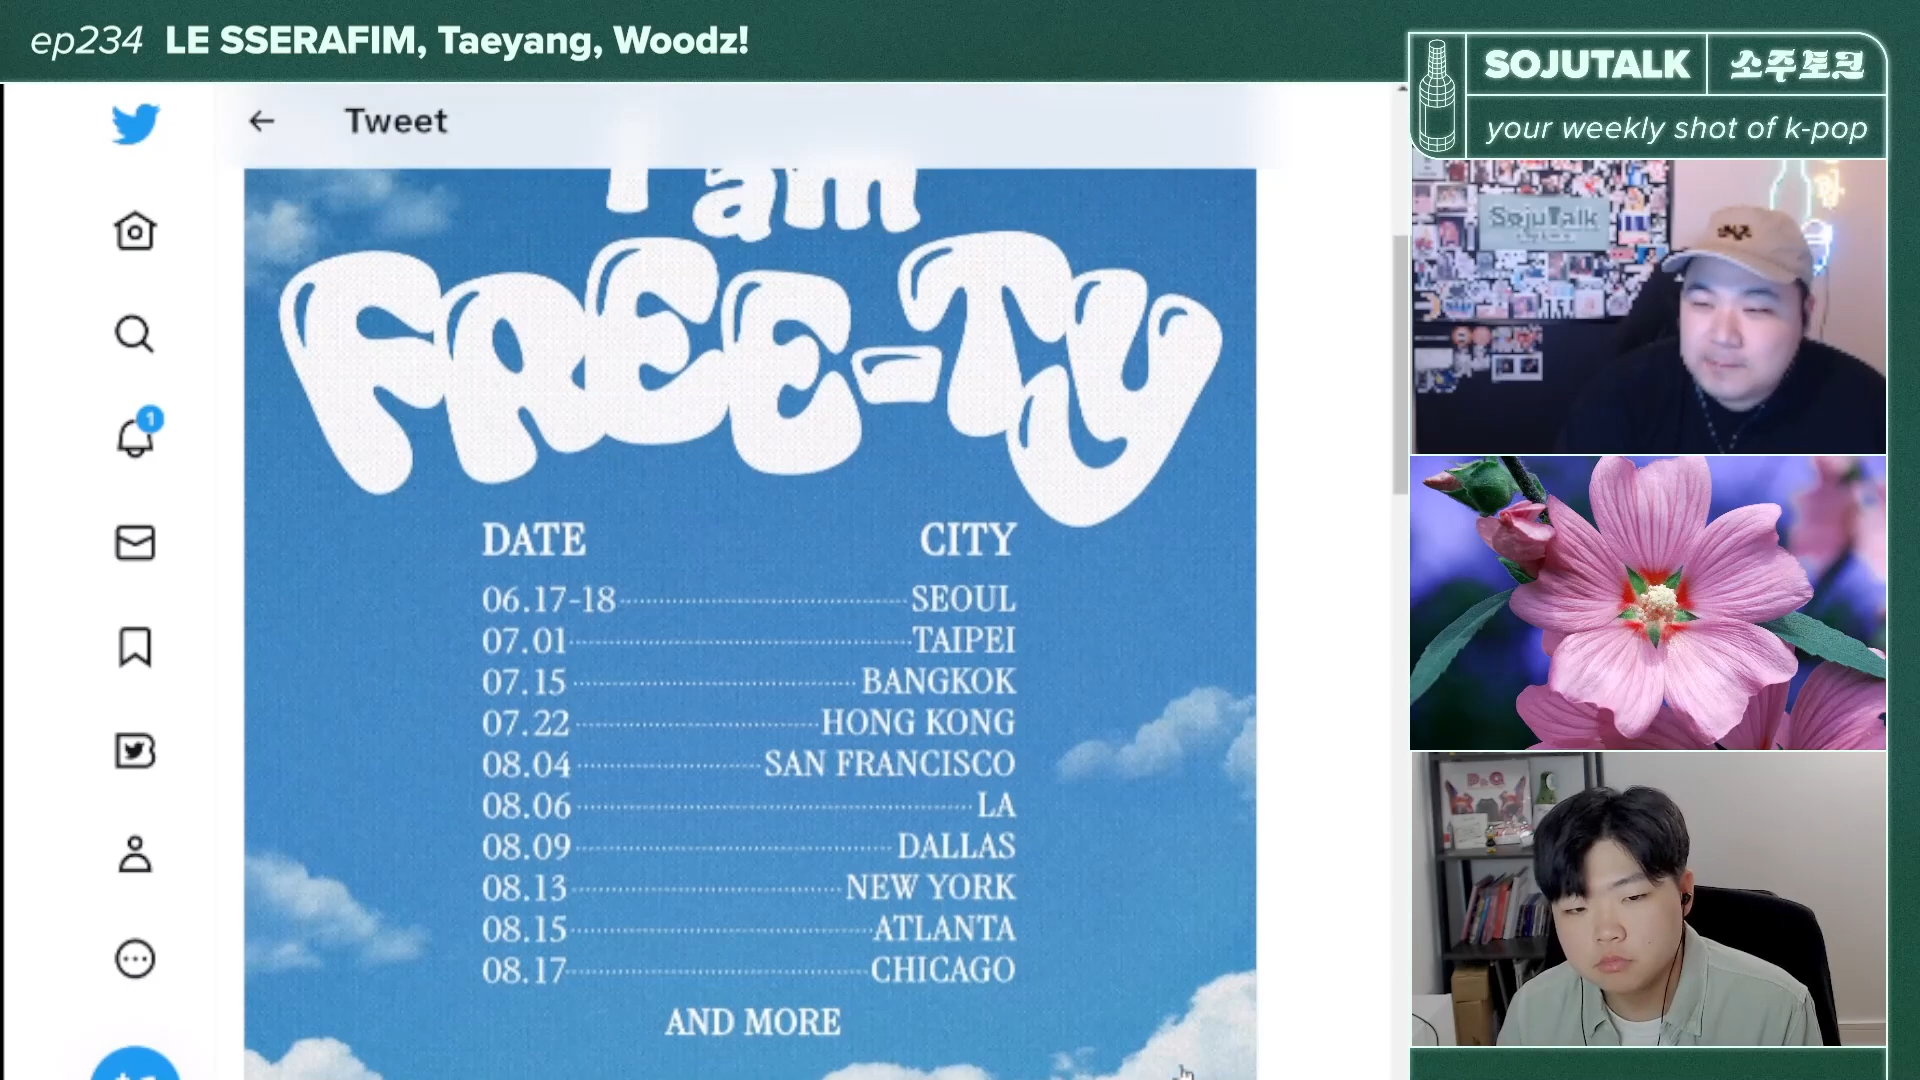 ep234 LE SSERAFIM, Taeyang, Woodz!
SOJUTALK 소주토크
your weekly shot of k-pop
Tweet
1
I am
FREE-TY
DATE CITY
06.17-18 SEOUL
07.01 TAIPEI
07.15 BANGKOK
07.22 HONG KONG
08.04 SAN FRANCISCO
08.06 LA
08.09 DALLAS
08.13 NEW YORK
08.15 ATLANTA
08.17 CHICAGO
AND MORE
SojuTalk